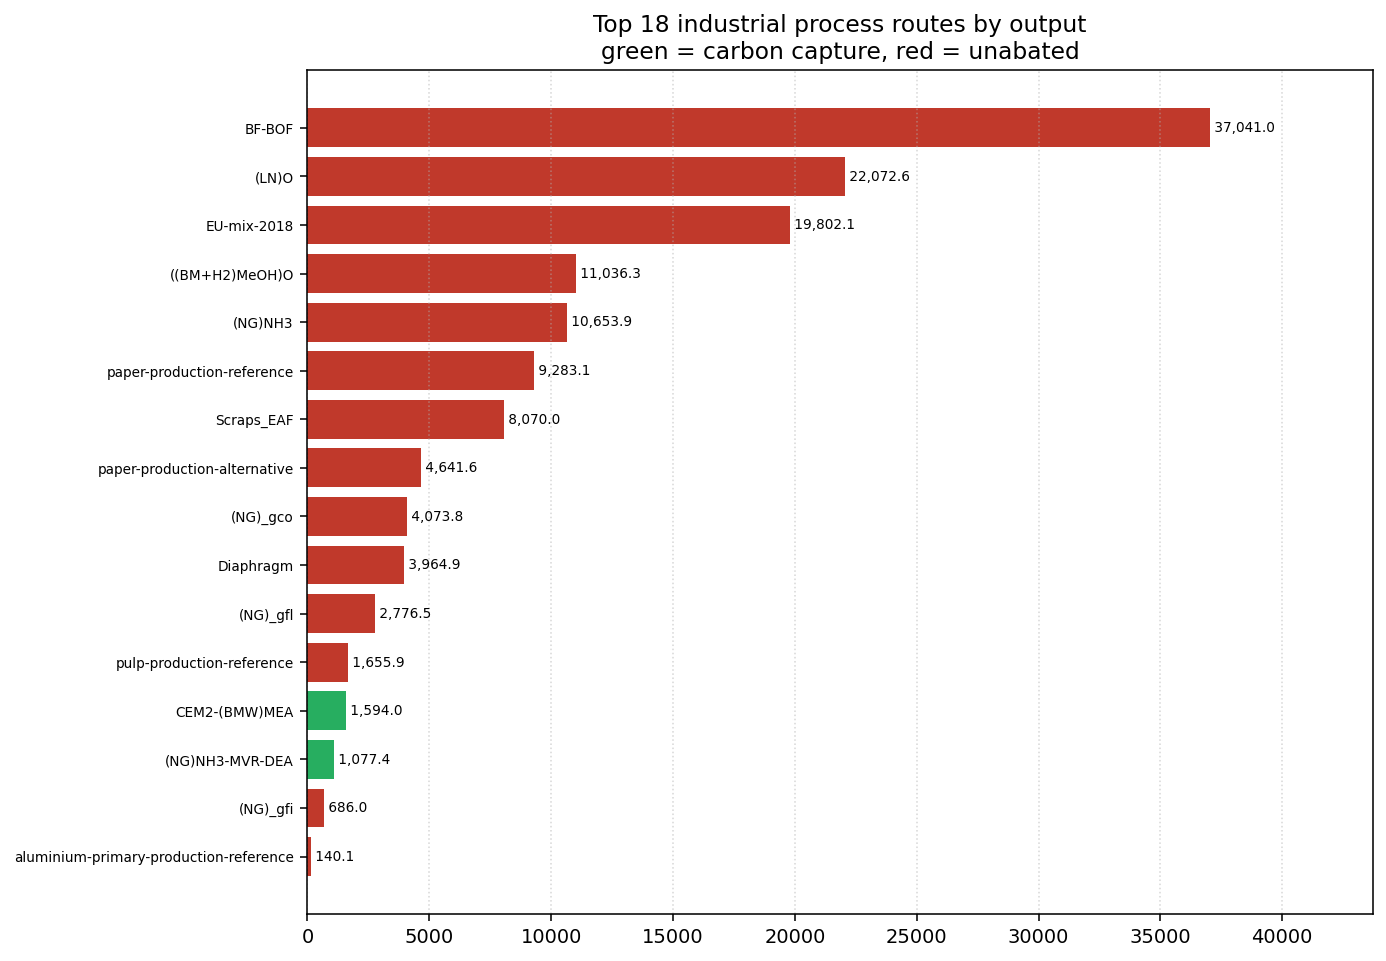 Top 18 industrial process routes by output
green = carbon capture, red = unabated
BF-BOF 37,041.0
(LN)O 22,072.6
EU-mix-2018 19,802.1
((BM+H2)MeOH)O 11,036.3
(NG)NH3 10,653.9
paper-production-reference 9,283.1
Scraps_EAF 8,070.0
paper-production-alternative 4,641.6
(NG)_gco 4,073.8
Diaphragm 3,964.9
(NG)_gfl 2,776.5
pulp-production-reference 1,655.9
CEM2-(BMW)MEA 1,594.0
(NG)NH3-MVR-DEA 1,077.4
(NG)_gfi 686.0
aluminium-primary-production-reference 140.1
0 5000 10000 15000 20000 25000 30000 35000 40000